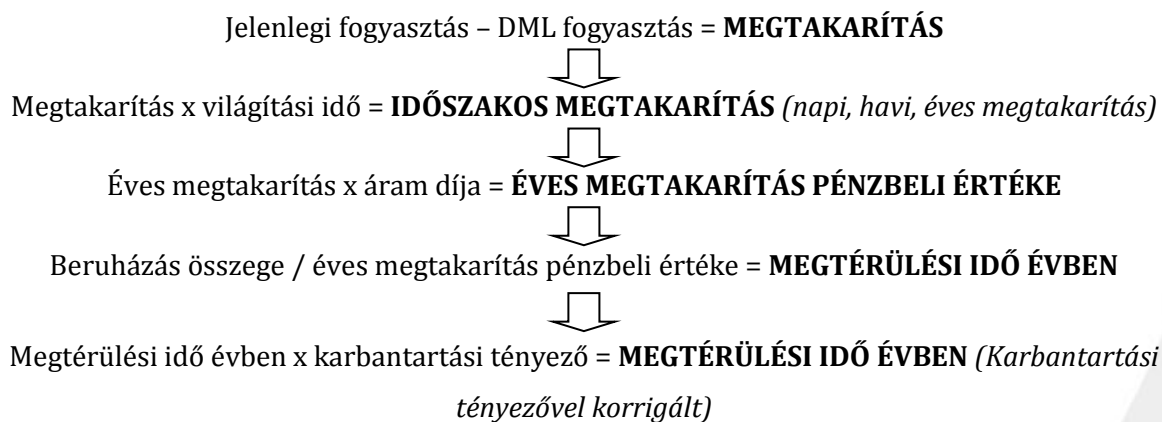 Jelenlegi fogyasztás – DML fogyasztás = MEGTAKARÍTÁS
Megtakarítás x világítási idő = IDŐSZAKOS MEGTAKARÍTÁS (napi, havi, éves megtakarítás)
Éves megtakarítás x áram díja = ÉVES MEGTAKARÍTÁS PÉNZBELI ÉRTÉKE
Beruházás összege / éves megtakarítás pénzbeli értéke = MEGTÉRÜLÉSI IDŐ ÉVBEN
Megtérülési idő évben x karbantartási tényező = MEGTÉRÜLÉSI IDŐ ÉVBEN (Karbantartási
tényezővel korrigált)